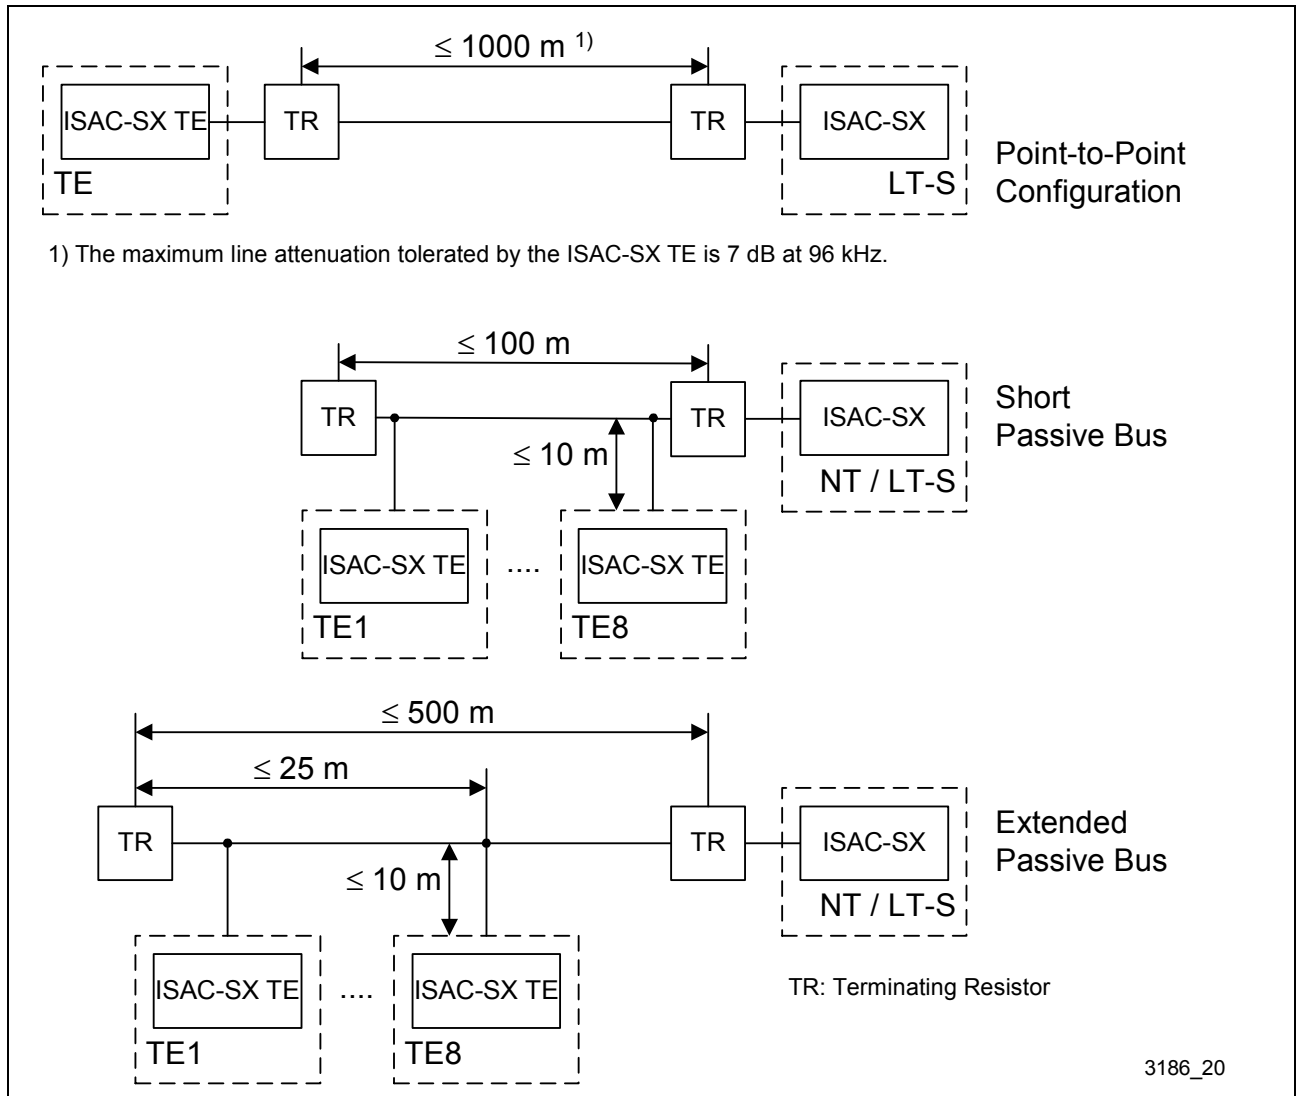 ≤ 1000 m 1)
ISAC-SX TE
TR
TR
ISAC-SX
TE
LT-S
Point-to-Point
Configuration
1) The maximum line attenuation tolerated by the ISAC-SX TE is 7 dB at 96 kHz.
≤ 100 m
TR
TR
ISAC-SX
NT / LT-S
Short
Passive Bus
≤ 10 m
ISAC-SX TE
....
ISAC-SX TE
TE1
TE8
≤ 500 m
≤ 25 m
TR
TR
ISAC-SX
NT / LT-S
Extended
Passive Bus
≤ 10 m
ISAC-SX TE
....
ISAC-SX TE
TE1
TE8
TR: Terminating Resistor
3186_20